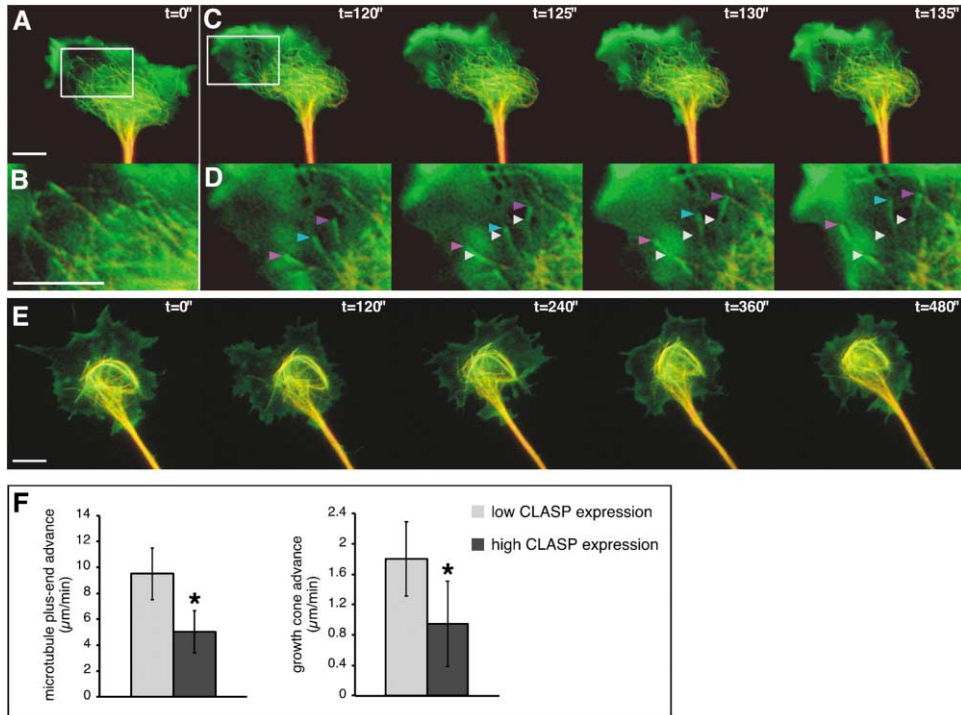 A t=0" C t=120" t=125" t=130" t=135"
B D
E t=0" t=120" t=240" t=360" t=480"
F
microtubule plus-end advance
(µm/min)
14
12
10
8
6
4
2
0
*
growth cone advance
(µm/min)
2.4
2
1.6
1.2
0.8
0.4
0
*
low CLASP expression
high CLASP expression